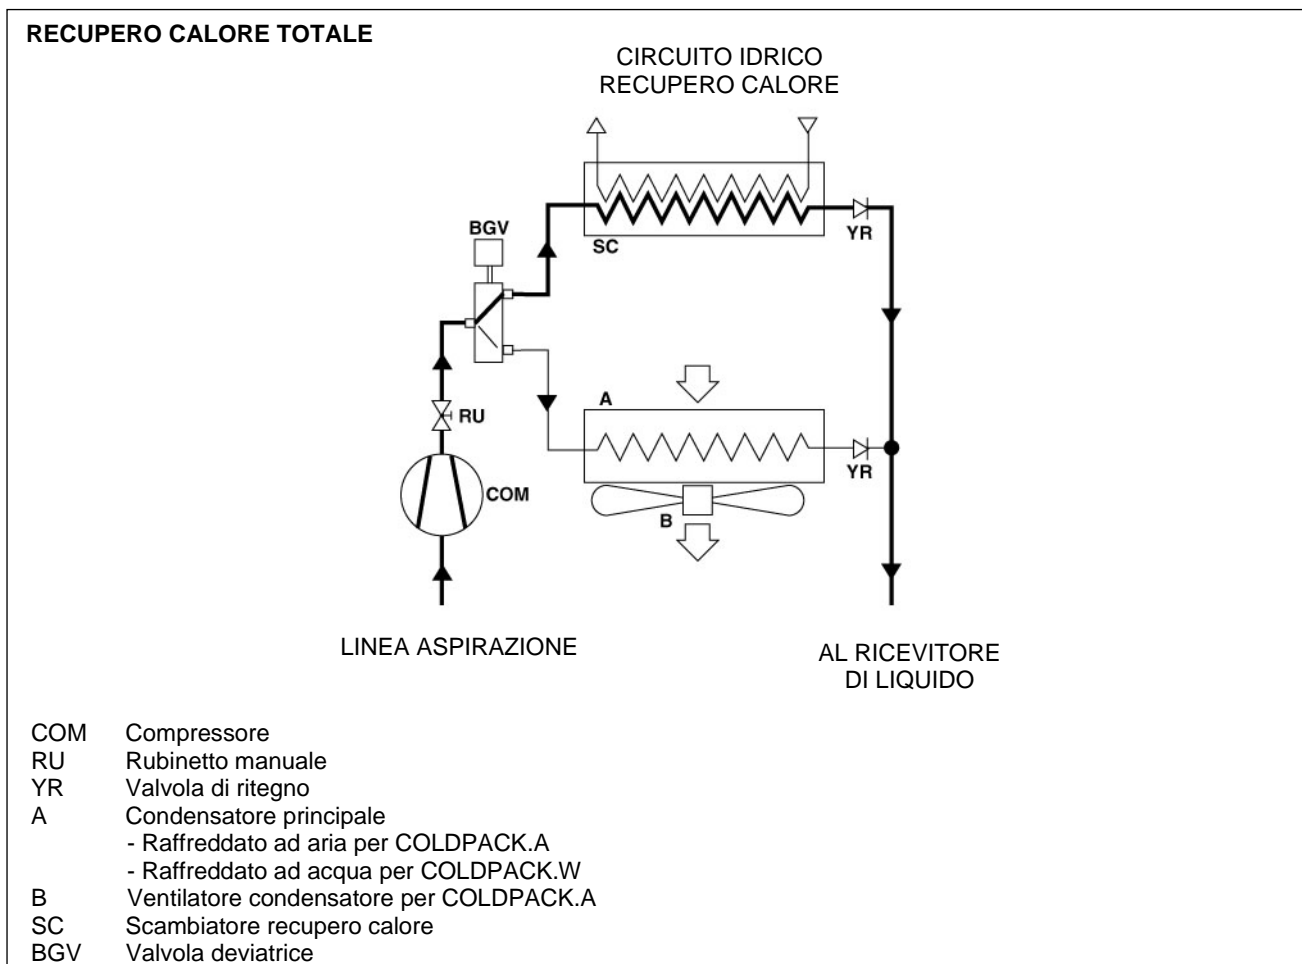 RECUPERO CALORE TOTALE
CIRCUITO IDRICO
RECUPERO CALORE
BGV
SC
YR
A
RU
YR
COM
B
LINEA ASPIRAZIONE
AL RICEVITORE
DI LIQUIDO
COM Compressore
RU Rubinetto manuale
YR Valvola di ritegno
A Condensatore principale
- Raffreddato ad aria per COLDPACK.A
- Raffreddato ad acqua per COLDPACK.W
B Ventilatore condensatore per COLDPACK.A
SC Scambiatore recupero calore
BGV Valvola deviatrice